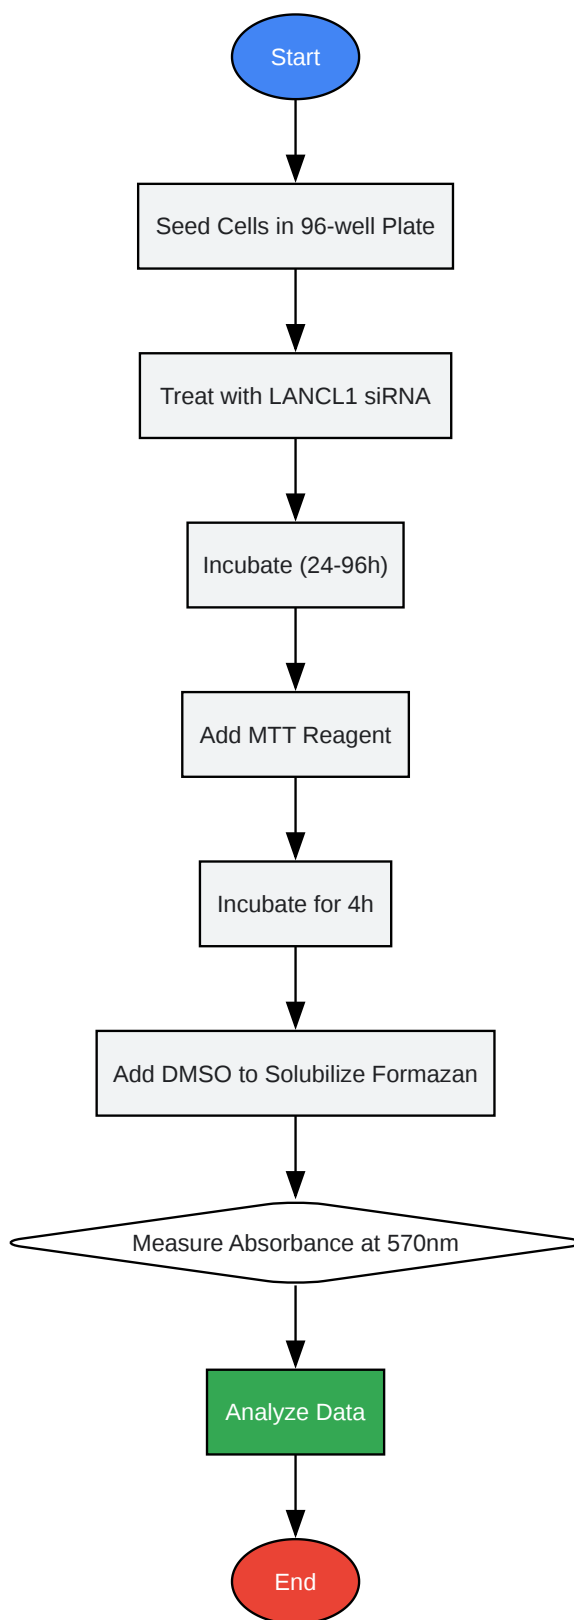 Start
Seed Cells in 96-well Plate
Treat with LANCL1 siRNA
Incubate (24-96h)
Add MTT Reagent
Incubate for 4h
Add DMSO to Solubilize Formazan
Measure Absorbance at 570nm
Analyze Data
End